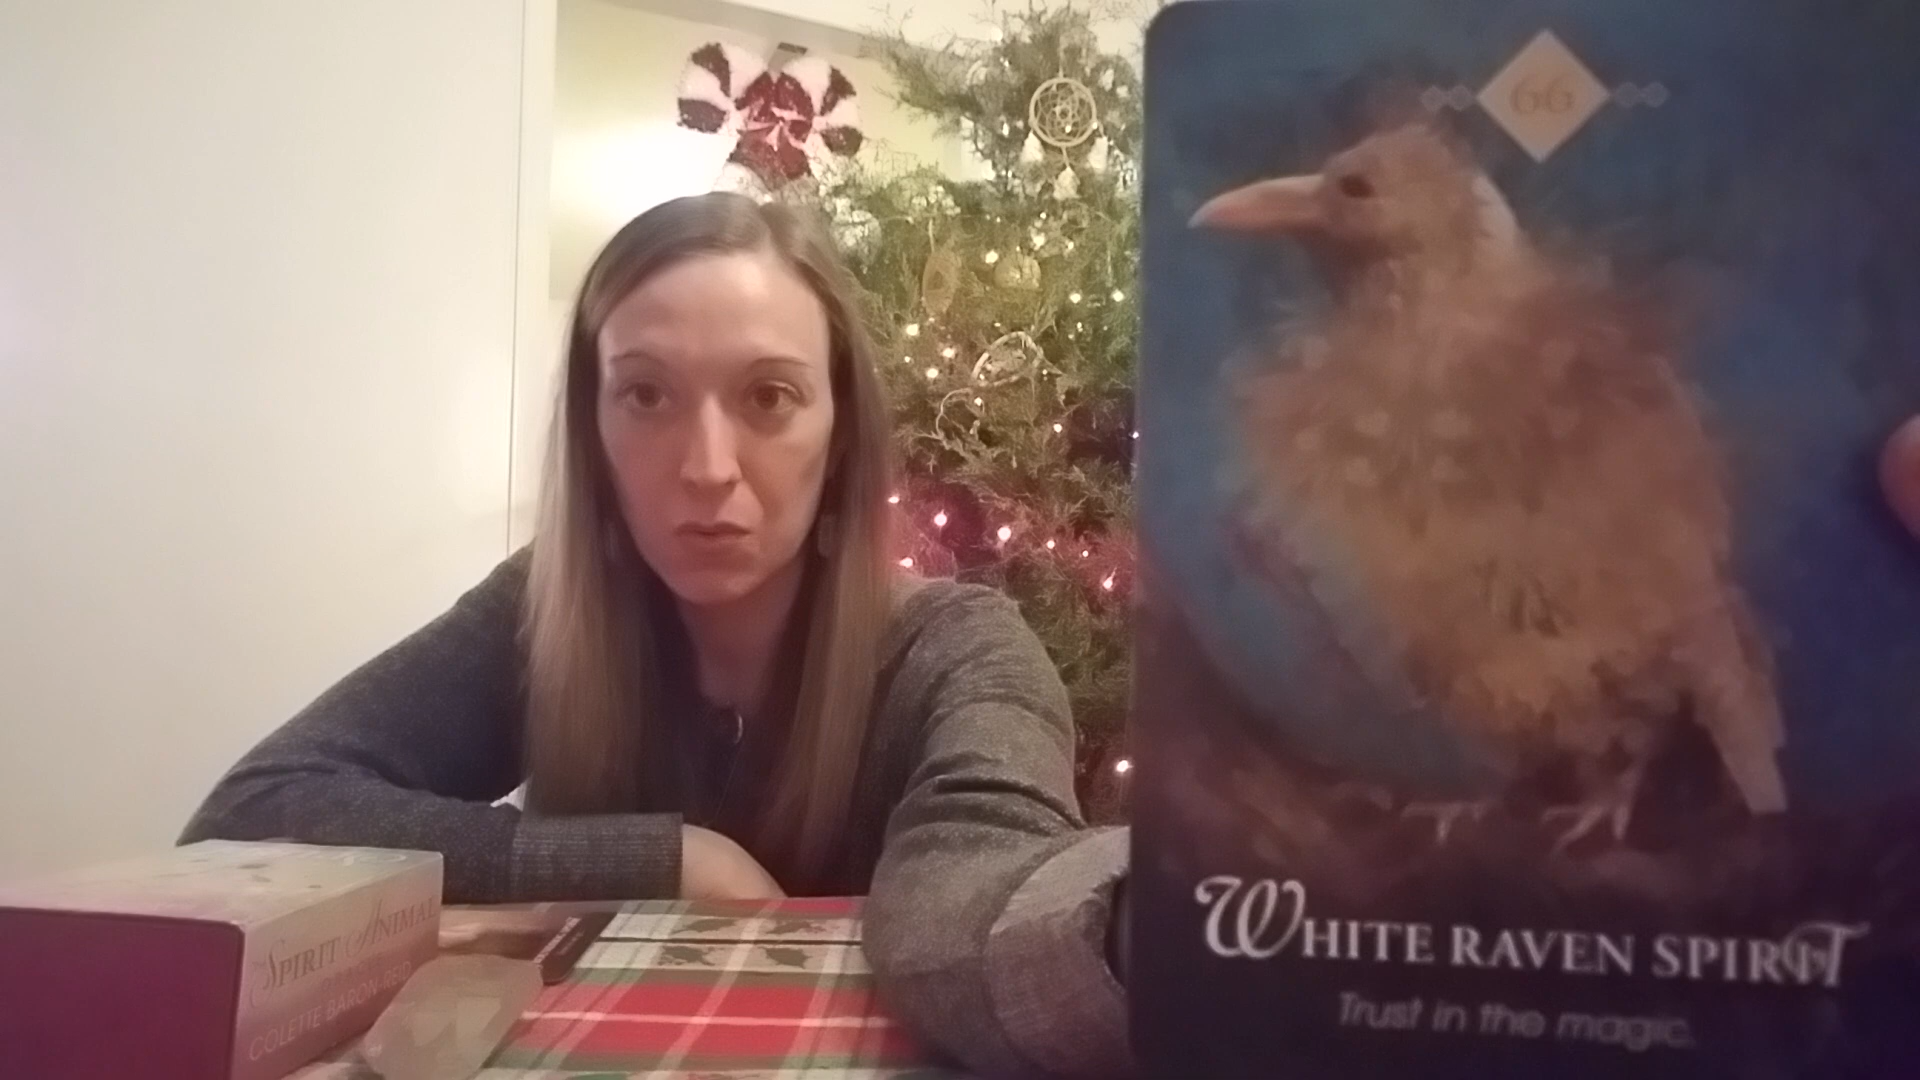 66
WHITE RAVEN SPIRIT
Trust in the magic.
SPIRIT ANIMAL
COLETTE BARON-REID